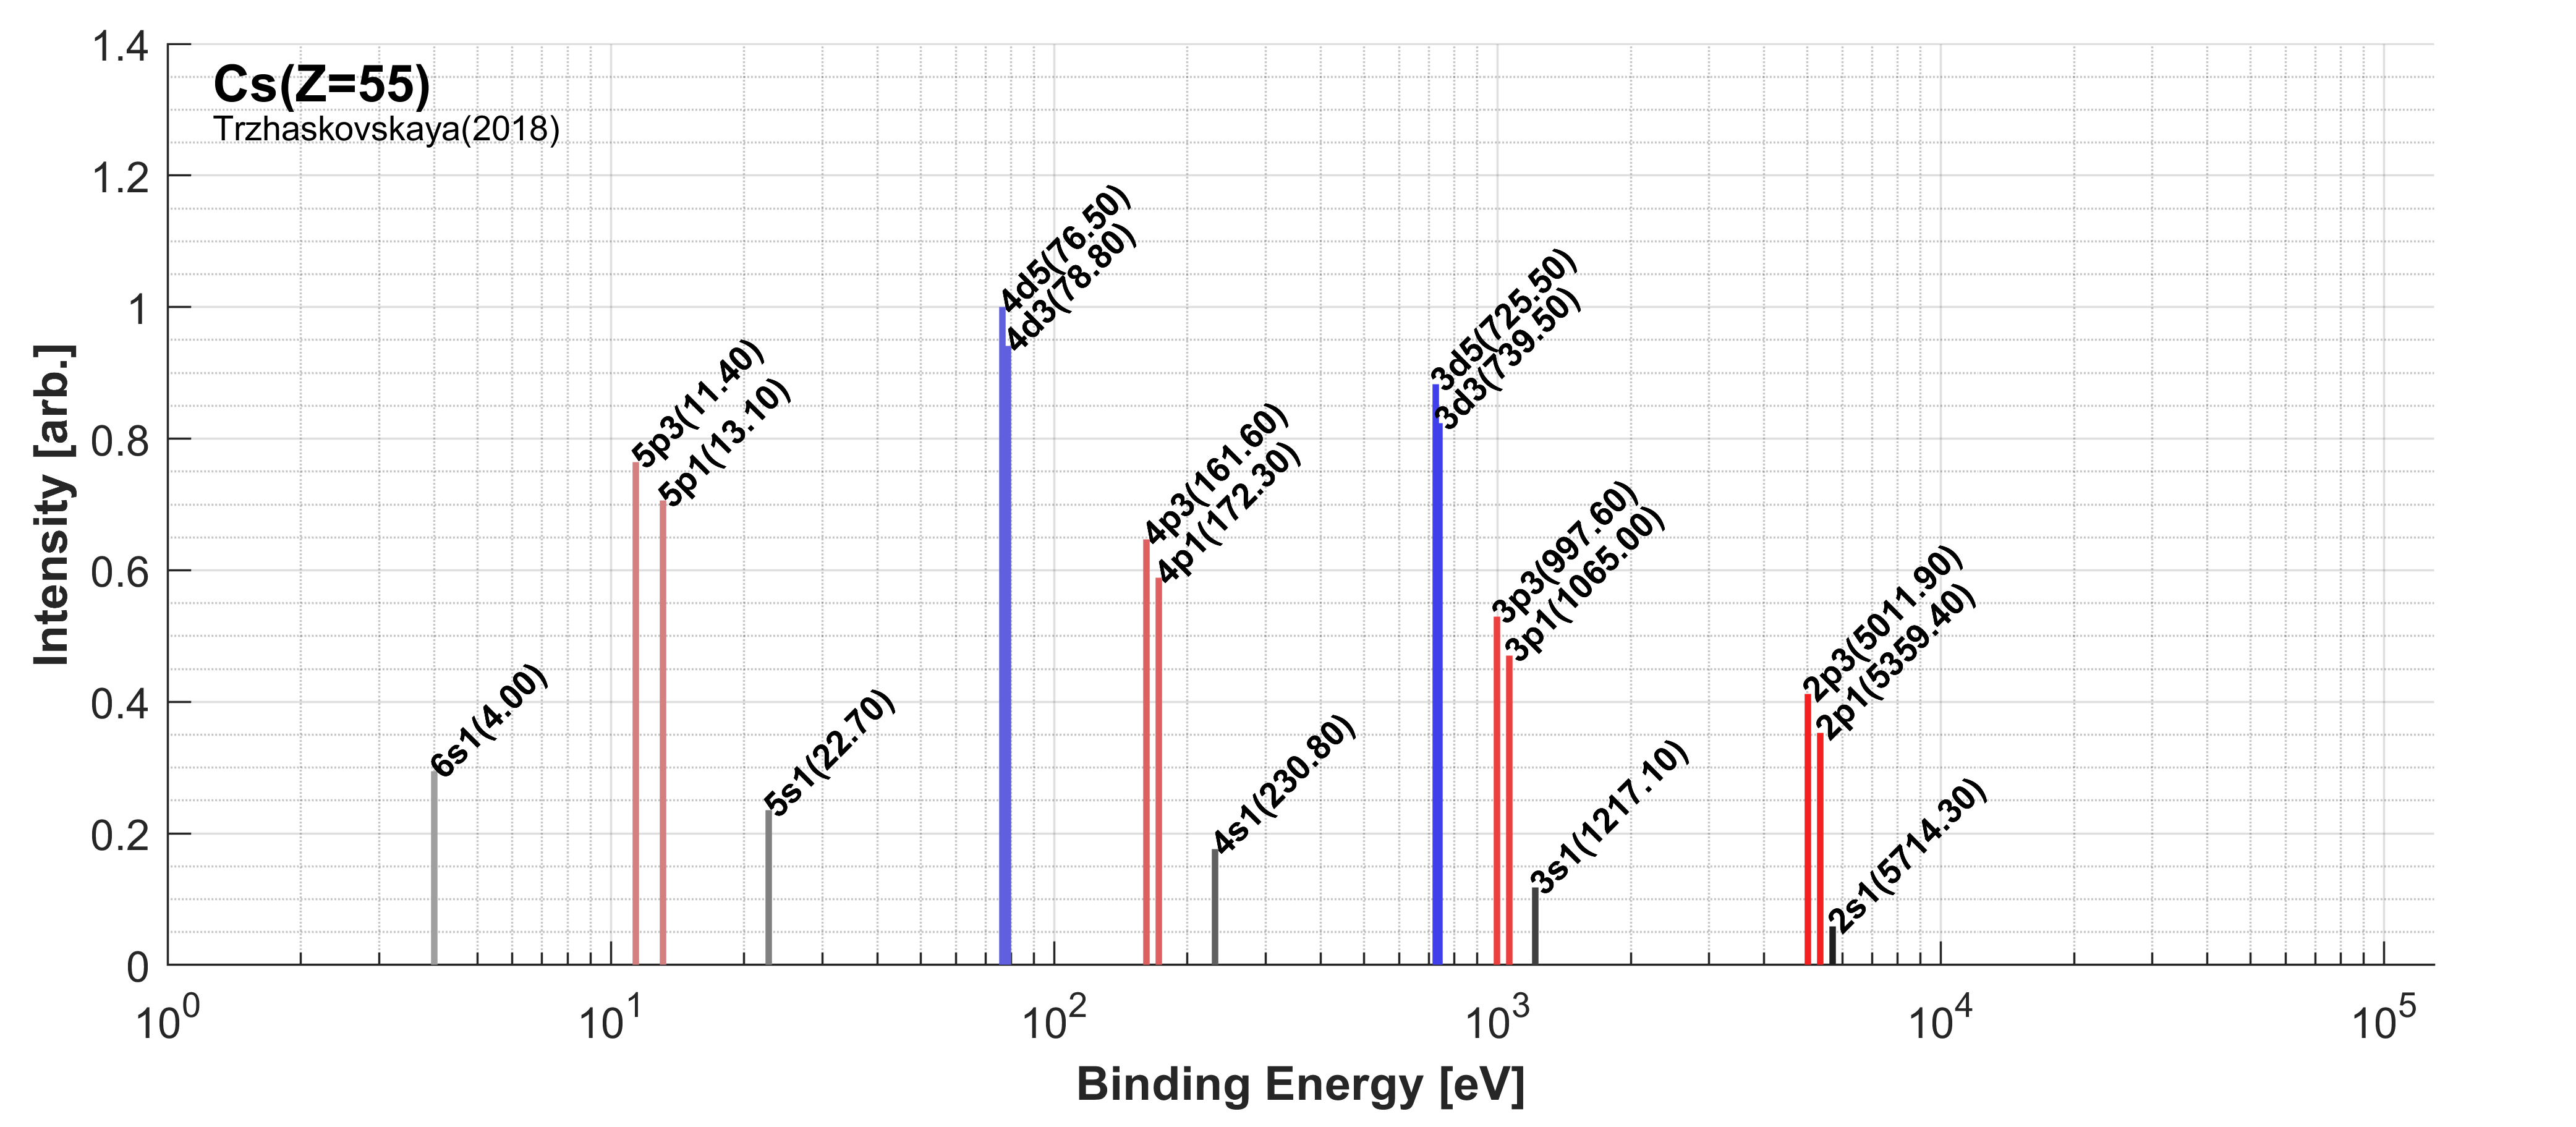 Cs(Z=55)
Trzhaskovskaya(2018)
Intensity [arb.]
1.4
1.2
1
0.8
0.6
0.4
0.2
0
6s1(4.00)
5p3(11.40)
5p1(13.10)
5s1(22.70)
4d5(76.50)
4d3(78.80)
4p3(161.60)
4p1(172.30)
4s1(230.80)
3d5(725.50)
3d3(739.50)
3p3(997.60)
3p1(1065.00)
3s1(1217.10)
2p3(5011.90)
2p1(5359.40)
2s1(5714.30)
10^0 10^1 10^2 10^3 10^4 10^5
Binding Energy [eV]